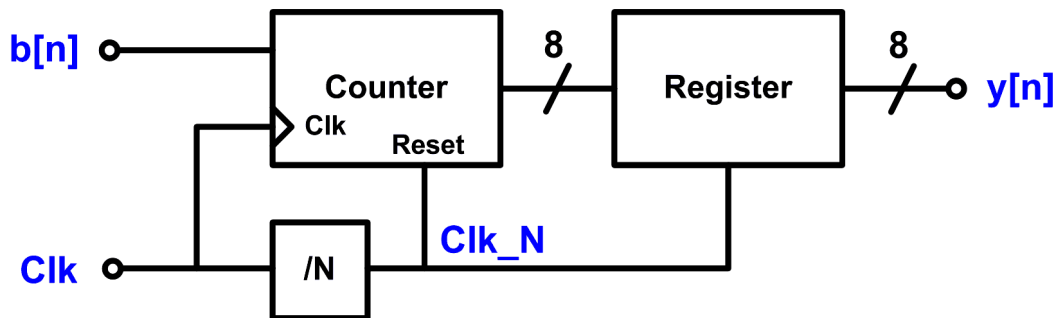 8
8
b[n]
Counter
Register
y[n]
Clk
Reset
Clk_N
Clk
/N